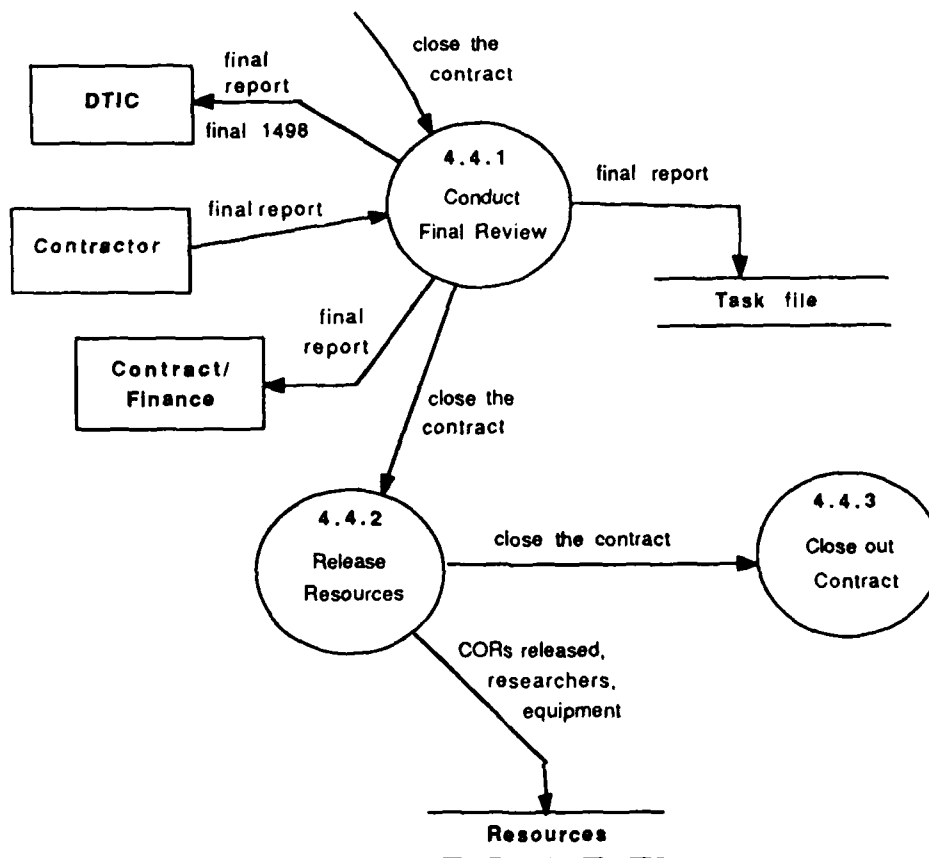 close the
contract
final
report
DTIC
final 1498
4.4.1
Conduct
Final Review
final report
final report
Contractor
Task file
final
report
Contract/
Finance
close the
contract
4.4.2
Release
Resources
close the contract
4.4.3
Close out
Contract
CORs released,
researchers,
equipment
Resources